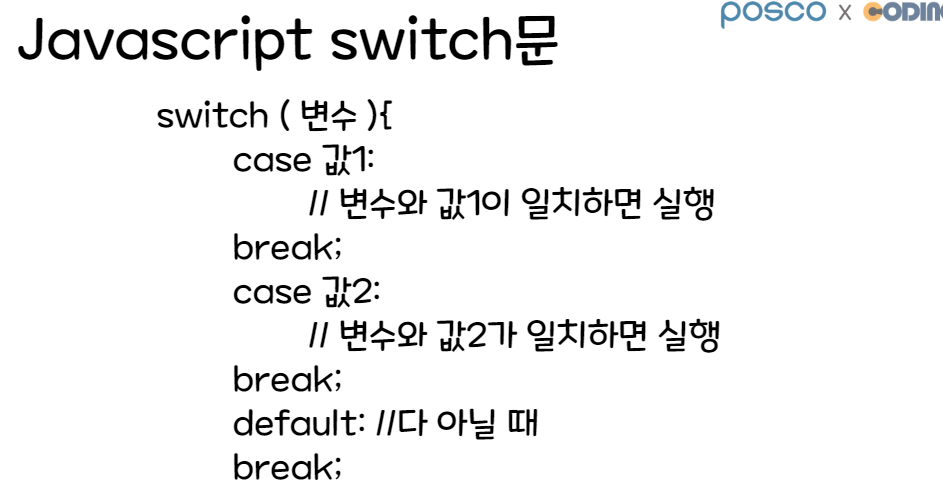 posco x CODING
Javascript switch문
switch ( 변수 ){
case 값1:
// 변수와 값1이 일치하면 실행
break;
case 값2:
// 변수와 값2가 일치하면 실행
break;
default: //다 아닐 때
break;